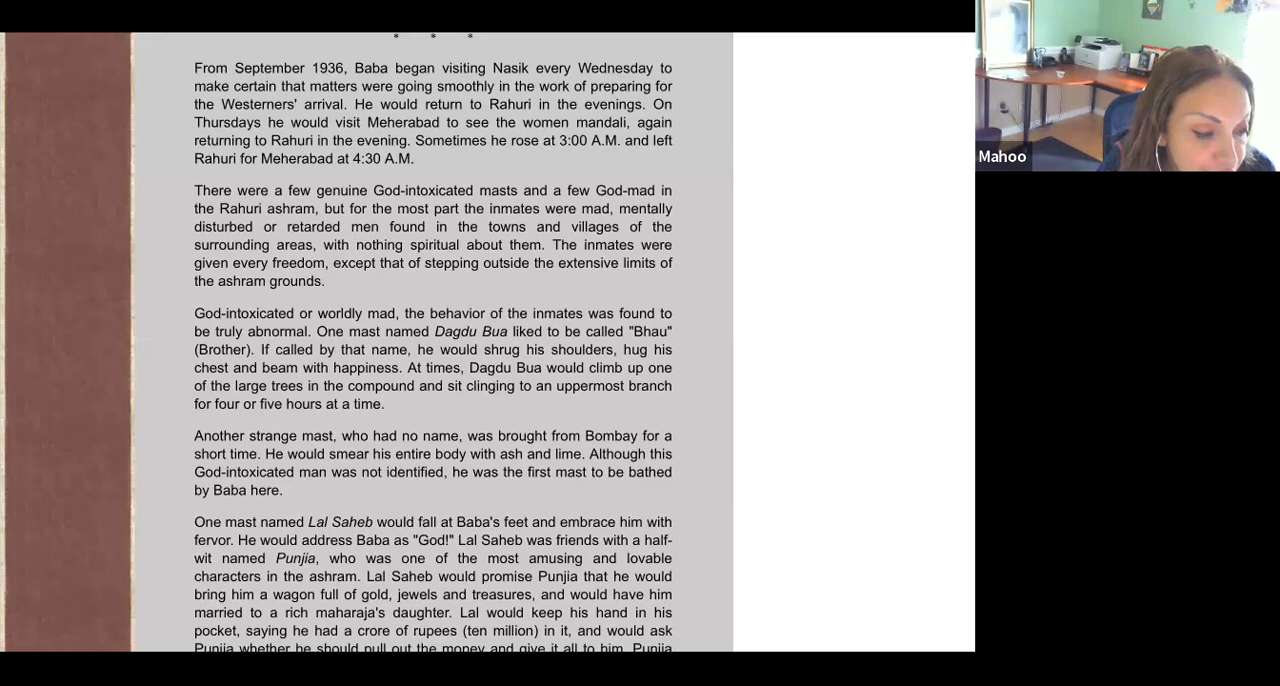 * * *
From September 1936, Baba began visiting Nasik every Wednesday to
make certain that matters were going smoothly in the work of preparing for
the Westerners' arrival. He would return to Rahuri in the evenings. On
Thursdays he would visit Meherabad to see the women mandali, again
returning to Rahuri in the evening. Sometimes he rose at 3:00 A.M. and left
Rahuri for Meherabad at 4:30 A.M.
There were a few genuine God-intoxicated masts and a few God-mad in
the Rahuri ashram, but for the most part the inmates were mad, mentally
disturbed or retarded men found in the towns and villages of the
surrounding areas, with nothing spiritual about them. The inmates were
given every freedom, except that of stepping outside the extensive limits of
the ashram grounds.
God-intoxicated or worldly mad, the behavior of the inmates was found to
be truly abnormal. One mast named Dagdu Bua liked to be called "Bhau"
(Brother). If called by that name, he would shrug his shoulders, hug his
chest and beam with happiness. At times, Dagdu Bua would climb up one
of the large trees in the compound and sit clinging to an uppermost branch
for four or five hours at a time.
Another strange mast, who had no name, was brought from Bombay for a
short time. He would smear his entire body with ash and lime. Although this
God-intoxicated man was not identified, he was the first mast to be bathed
by Baba here.
One mast named Lal Saheb would fall at Baba's feet and embrace him with
fervor. He would address Baba as "God!" Lal Saheb was friends with a half-
wit named Punjia, who was one of the most amusing and lovable
characters in the ashram. Lal Saheb would promise Punjia that he would
bring him a wagon full of gold, jewels and treasures, and would have him
married to a rich maharaja's daughter. Lal would keep his hand in his
pocket, saying he had a crore of rupees (ten million) in it, and would ask
Punjia whether he should pull out the money and give it all to him. Punjia
Mahoo